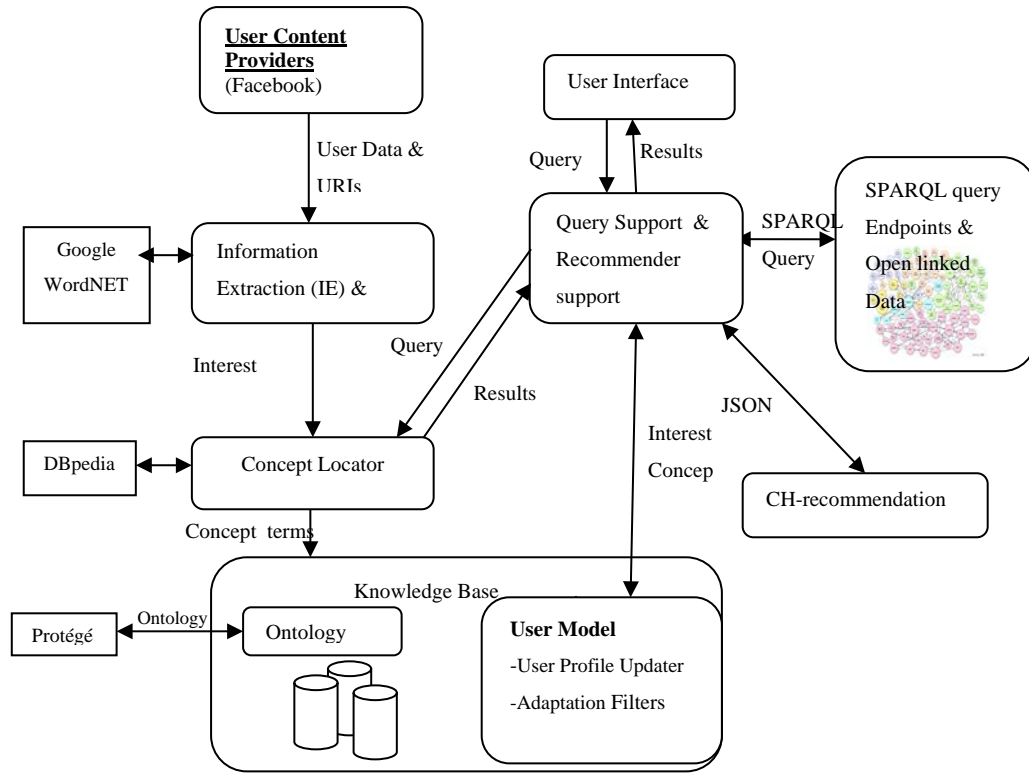 User Content
Providers
(Facebook)
User Interface
User Data &
URIs
Query
Results
Google
WordNET
Information
Extraction (IE) &
Query Support &
Recommender
support
SPARQL
Query
SPARQL query
Endpoints &
Open linked
Data
Interest
Query
Results
JSON
Interest
Concep
DBpedia
Concept Locator
CH-recommendation
Concept terms
Knowledge Base
Protégé
Ontology
Ontology
User Model
-User Profile Updater
-Adaptation Filters